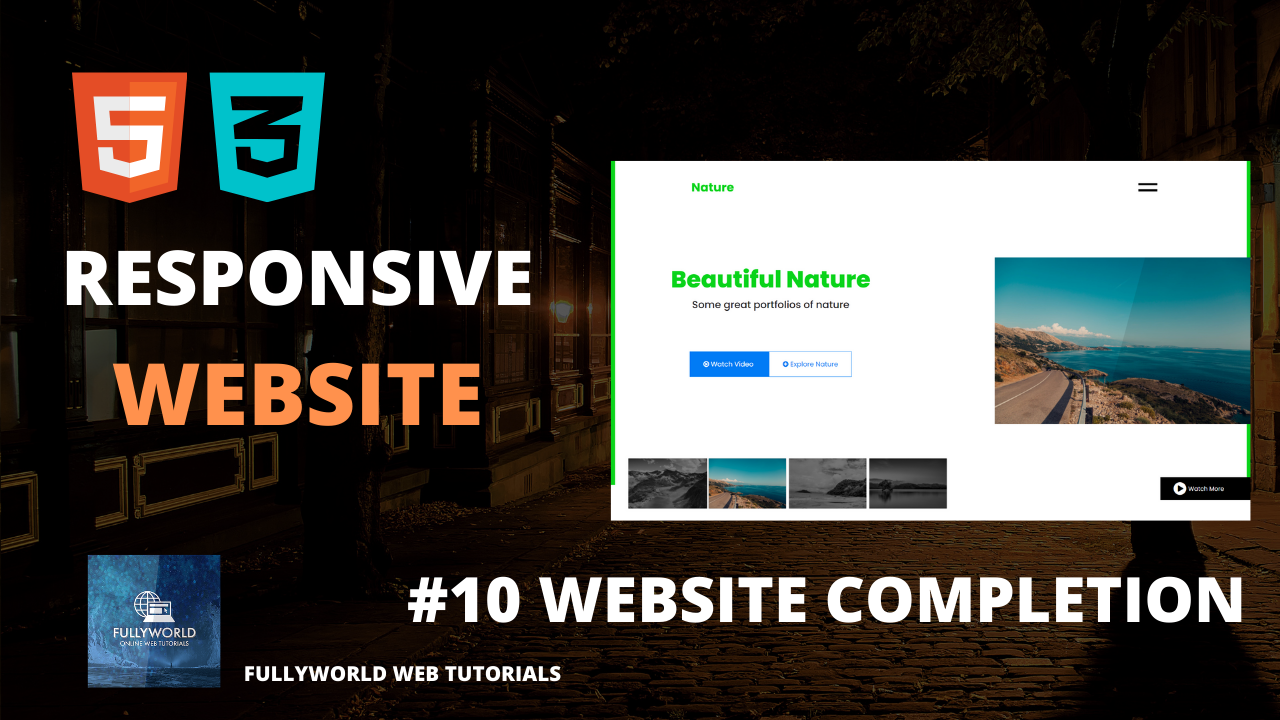 5 3
RESPONSIVE
WEBSITE
Nature
Beautiful Nature
Some great portfolios of nature
Watch Video Explore Nature
Watch More
#10 WEBSITE COMPLETION
FULLYWORLD
ONLINE WEB TUTORIALS
FULLYWORLD WEB TUTORIALS